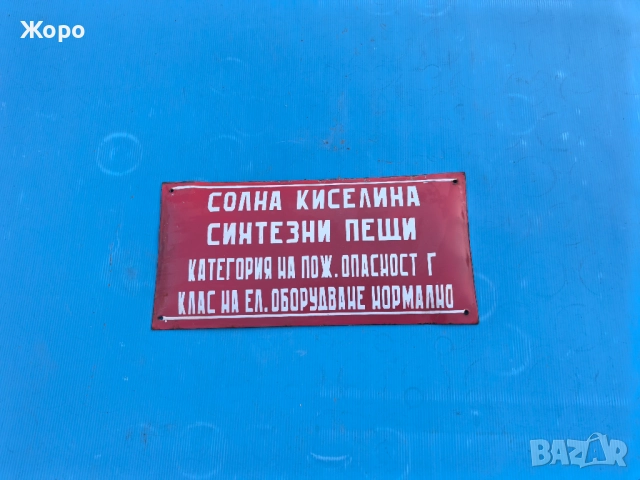 Жоро
СОЛНА КИСЕЛИНА
СИНТЕЗНИ ПЕЩИ
КАТЕГОРИЯ НА ПОЖ. ОПАСНОСТ Г
КЛАС НА ЕЛ. ОБОРУДВАНЕ НОРМАЛНО
BAZAR